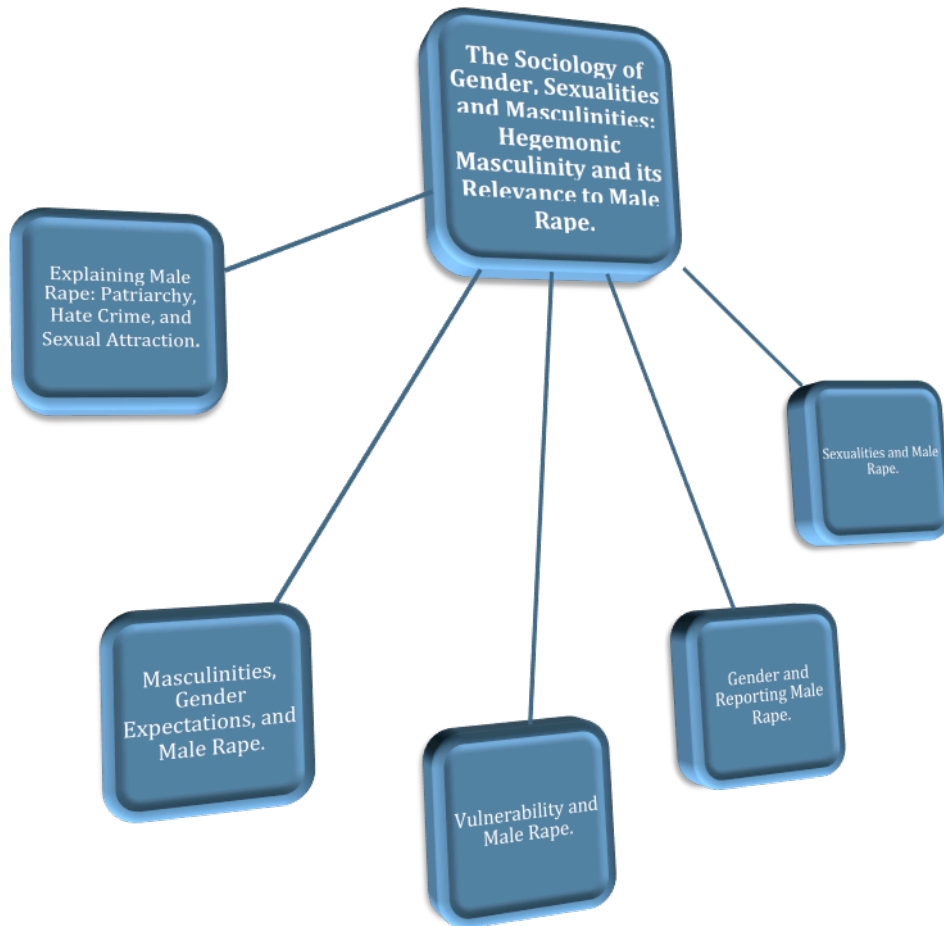 The Sociology of
Gender, Sexualities
and Masculinities:
Hegemonic
Masculinity and its
Relevance to Male
Rape.
Explaining Male
Rape: Patriarchy,
Hate Crime, and
Sexual Attraction.
Sexualities and Male
Rape.
Masculinities,
Gender
Expectations, and
Male Rape.
Gender and
Reporting Male
Rape.
Vulnerability and
Male Rape.